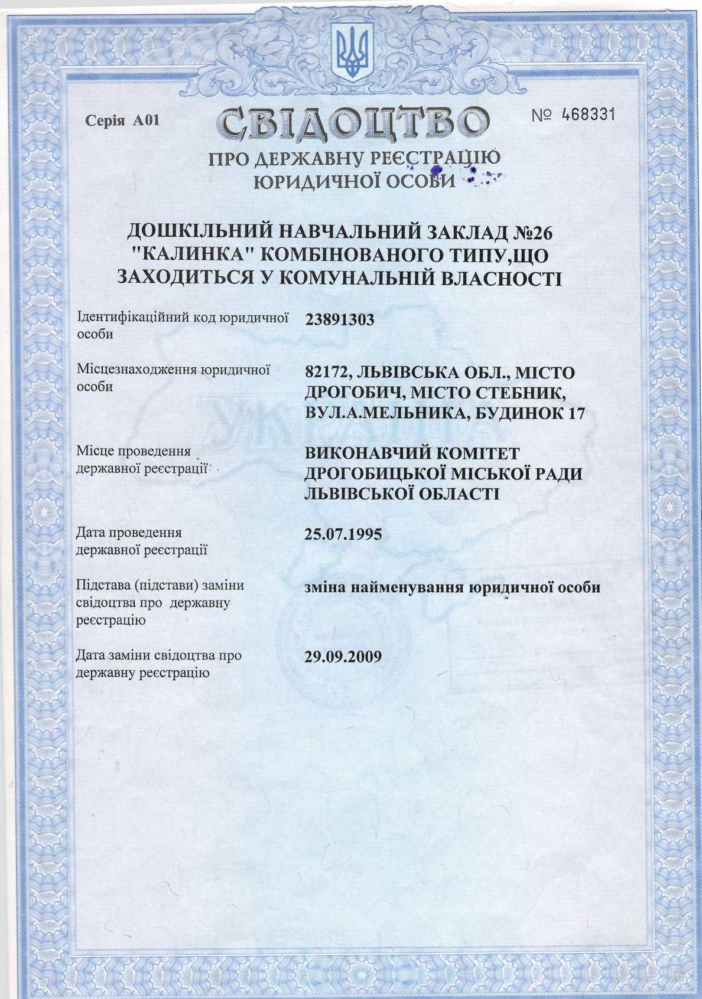 Серія А01
№ 468331
СВІДОЦТВО
ПРО ДЕРЖАВНУ РЕЄСТРАЦІЮ
ЮРИДИЧНОЇ ОСОБИ
ДОШКІЛЬНИЙ НАВЧАЛЬНИЙ ЗАКЛАД №26
"КАЛИНКА" КОМБІНОВАНОГО ТИПУ,ЩО
ЗАХОДИТЬСЯ У КОМУНАЛЬНІЙ ВЛАСНОСТІ
Ідентифікаційний код юридичної
особи
23891303
Місцезнаходження юридичної
особи
82172, ЛЬВІВСЬКА ОБЛ., МІСТО
ДРОГОБИЧ, МІСТО СТЕБНИК,
ВУЛ.А.МЕЛЬНИКА, БУДИНОК 17
УКРАЇНА
Місце проведення
державної реєстрації
ВИКОНАВЧИЙ КОМІТЕТ
ДРОГОБИЦЬКОЇ МІСЬКОЇ РАДИ
ЛЬВІВСЬКОЇ ОБЛАСТІ
Дата проведення
державної реєстрації
25.07.1995
Підстава (підстави) заміни
свідоцтва про державну
реєстрацію
зміна найменування юридичної особи
Дата заміни свідоцтва про
державну реєстрацію
29.09.2009